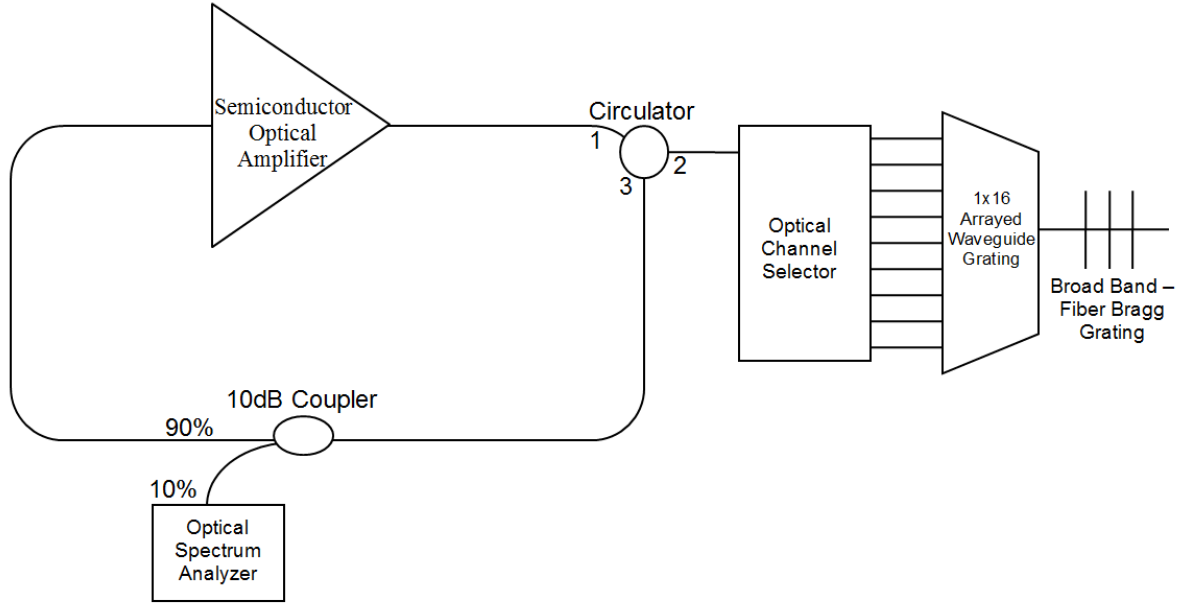 Semiconductor
Optical
Amplifier
Circulator
1
2
3
Optical
Channel
Selector
1x16
Arrayed
Waveguide
Grating
Broad Band –
Fiber Bragg
Grating
10dB Coupler
90%
10%
Optical
Spectrum
Analyzer